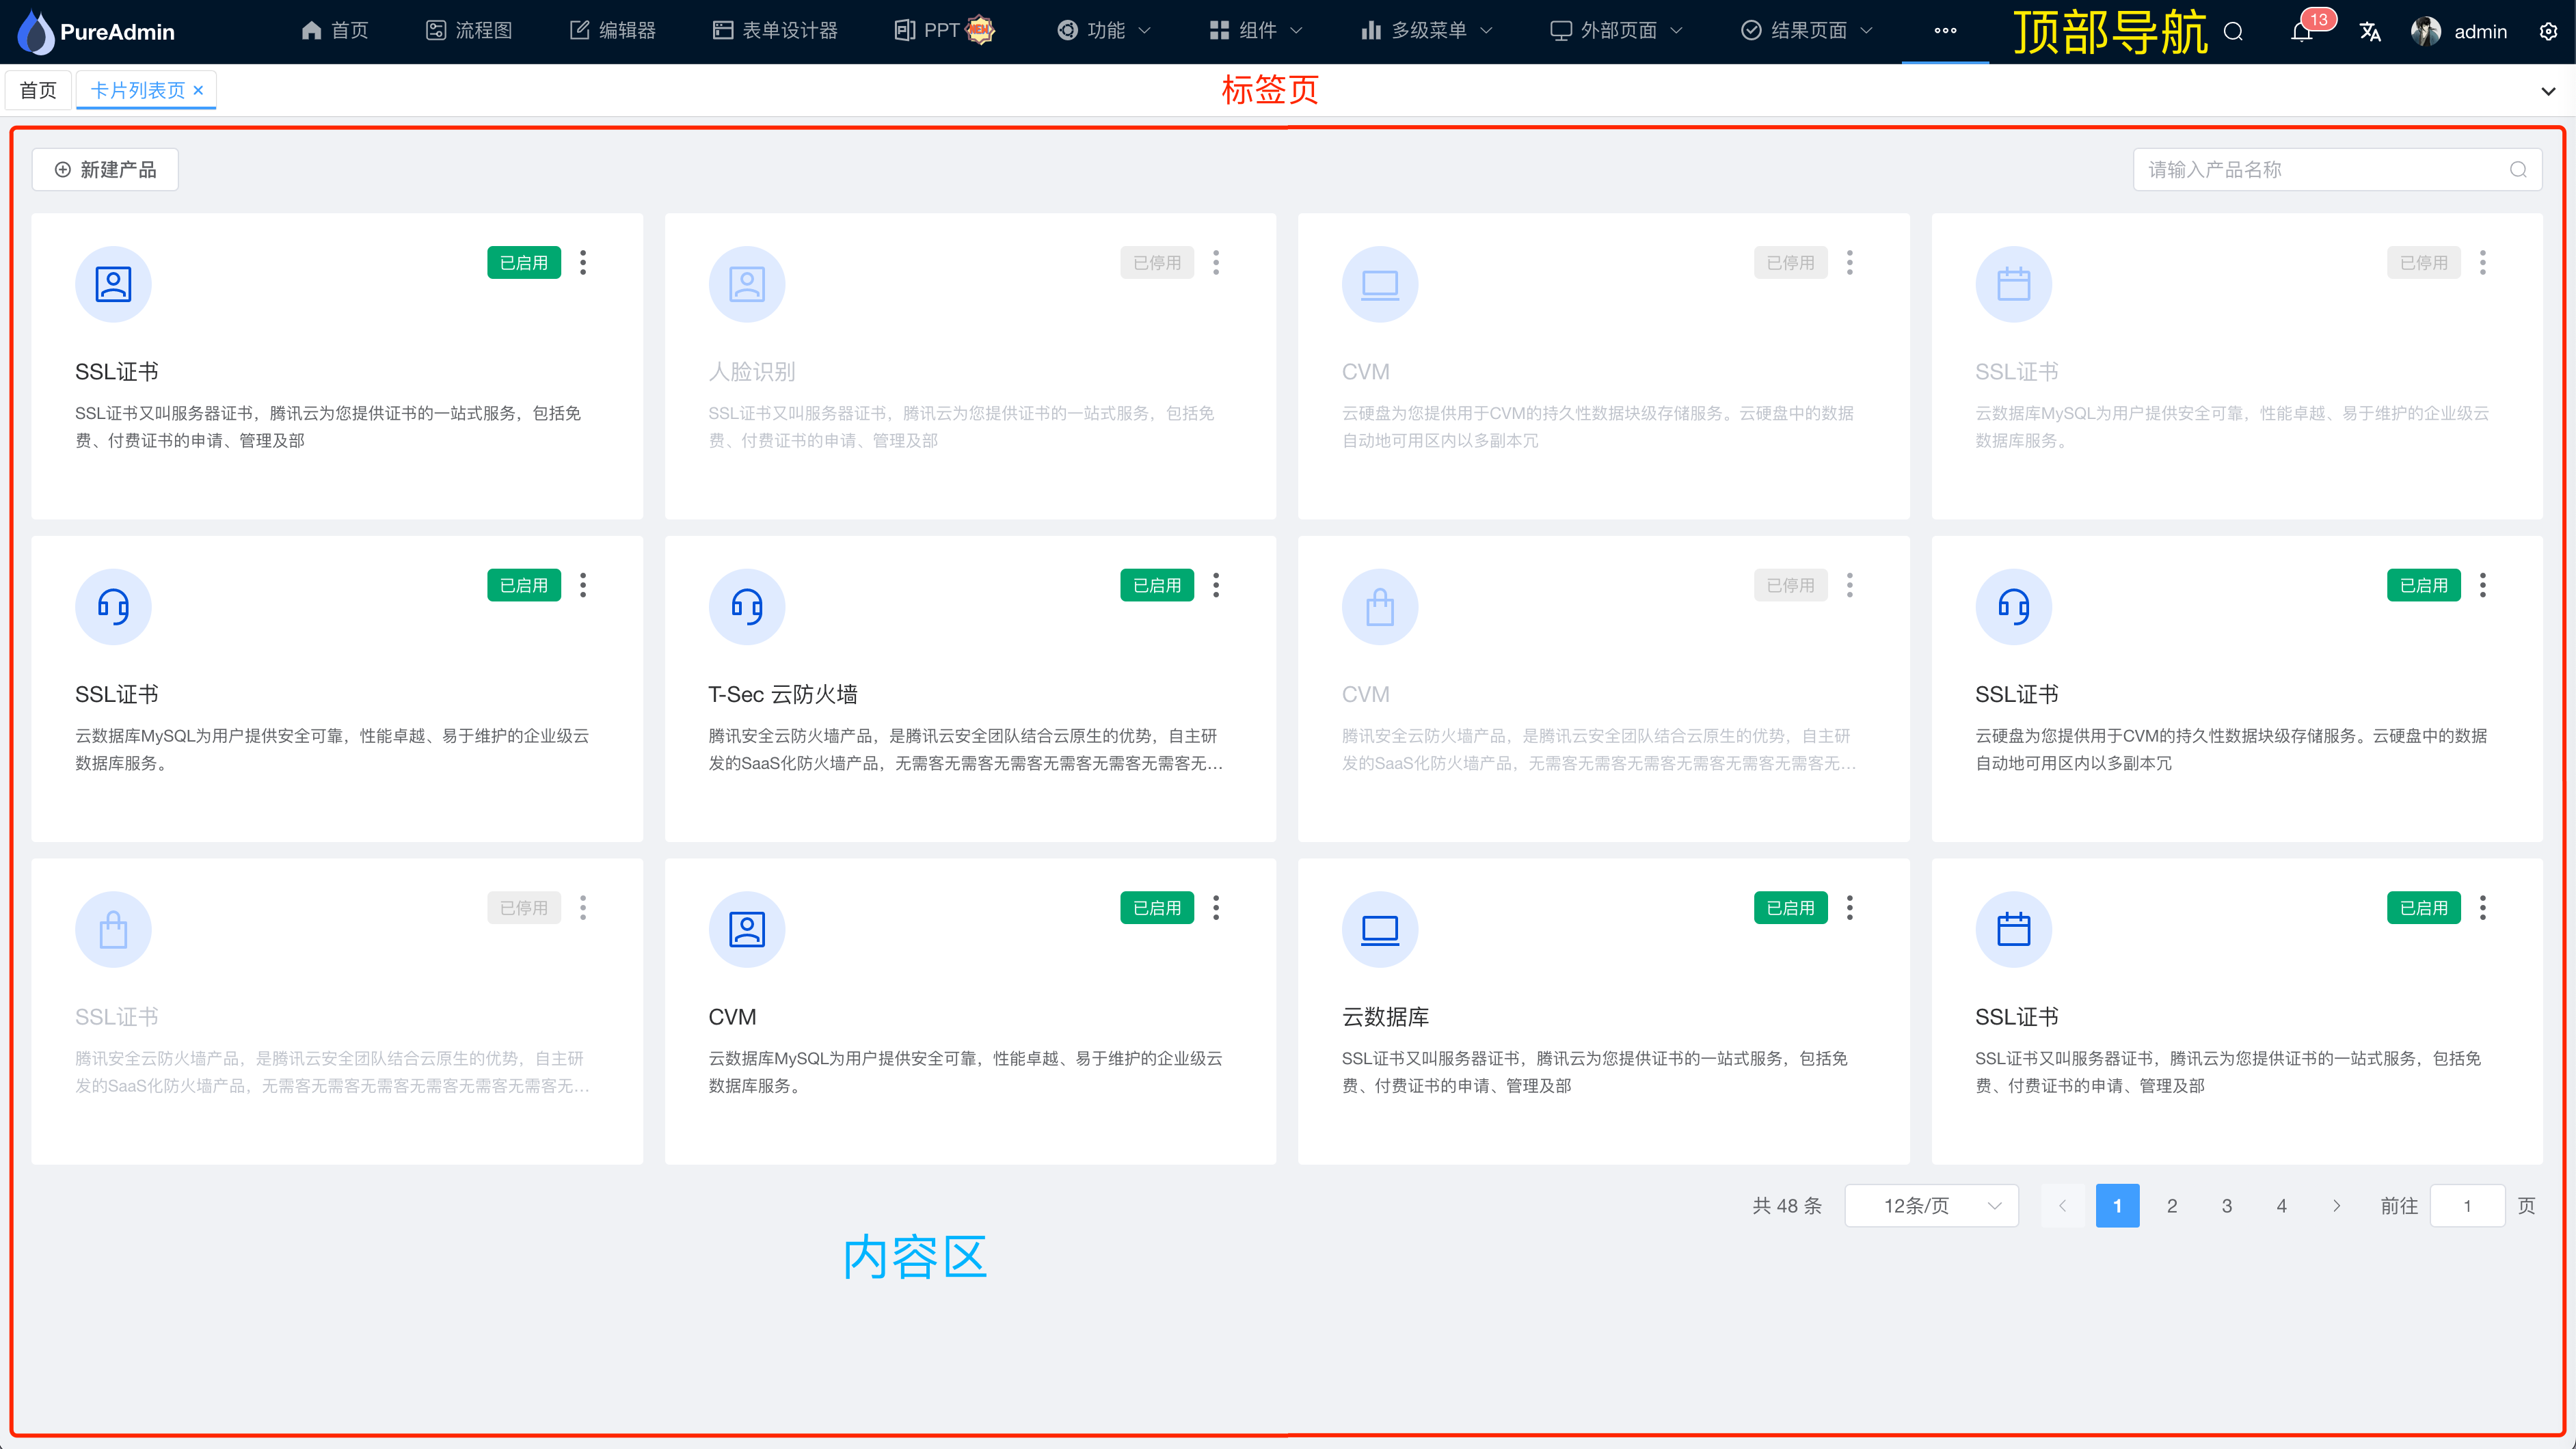 PureAdmin
首页
流程图
编辑器
表单设计器
PPT
NEW
功能
组件
多级菜单
外部页面
结果页面
顶部导航
13
admin
首页
卡片列表页
标签页
新建产品
请输入产品名称
已启用
SSL证书
SSL证书又叫服务器证书，腾讯云为您提供证书的一站式服务，包括免
费、付费证书的申请、管理及部
已停用
人脸识别
SSL证书又叫服务器证书，腾讯云为您提供证书的一站式服务，包括免
费、付费证书的申请、管理及部
已停用
CVM
云硬盘为您提供用于CVM的持久性数据块级存储服务。云硬盘中的数据
自动地可用区内以多副本冗
已停用
SSL证书
云数据库MySQL为用户提供安全可靠，性能卓越、易于维护的企业级云
数据库服务。
已启用
SSL证书
云数据库MySQL为用户提供安全可靠，性能卓越、易于维护的企业级云
数据库服务。
已启用
T-Sec 云防火墙
腾讯安全云防火墙产品，是腾讯云安全团队结合云原生的优势，自主研
发的SaaS化防火墙产品，无需客无需客无需客无需客无需客无需客无...
已停用
CVM
腾讯安全云防火墙产品，是腾讯云安全团队结合云原生的优势，自主研
发的SaaS化防火墙产品，无需客无需客无需客无需客无需客无需客无...
已启用
SSL证书
云硬盘为您提供用于CVM的持久性数据块级存储服务。云硬盘中的数据
自动地可用区内以多副本冗
已停用
SSL证书
腾讯安全云防火墙产品，是腾讯云安全团队结合云原生的优势，自主研
发的SaaS化防火墙产品，无需客无需客无需客无需客无需客无需客无...
已启用
CVM
云数据库MySQL为用户提供安全可靠，性能卓越、易于维护的企业级云
数据库服务。
已启用
云数据库
SSL证书又叫服务器证书，腾讯云为您提供证书的一站式服务，包括免
费、付费证书的申请、管理及部
已启用
SSL证书
SSL证书又叫服务器证书，腾讯云为您提供证书的一站式服务，包括免
费、付费证书的申请、管理及部
共 48 条 12条/页 1 2 3 4 前往 1 页
内容区